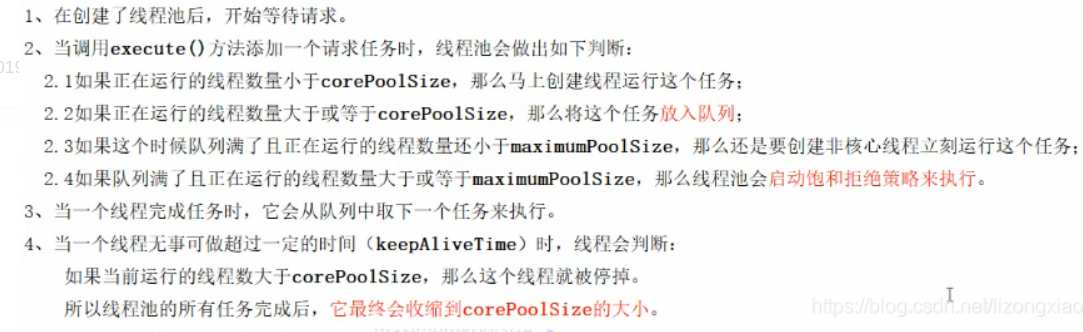 1、在创建了线程池后，开始等待请求。
2、当调用execute()方法添加一个请求任务时，线程池会做出如下判断：
2.1如果正在运行的线程数量小于corePoolSize，那么马上创建线程运行这个任务；
2.2如果正在运行的线程数量大于或等于corePoolSize，那么将这个任务放入队列；
2.3如果这个时候队列满了且正在运行的线程数量还小于maximumPoolSize，那么还是要创建非核心线程立刻运行这个任务；
2.4如果队列满了且正在运行的线程数量大于或等于maximumPoolSize，那么线程池会启动饱和拒绝策略来执行。
3、当一个线程完成任务时，它会从队列中取下一个任务来执行。
4、当一个线程无事可做超过一定的时间（keepAliveTime）时，线程会判断：
如果当前运行的线程数大于corePoolSize，那么这个线程就被停掉。
所以线程池的所有任务完成后，它最终会收缩到corePoolSize的大小。
https://blog.csdn.net/lizongxiao